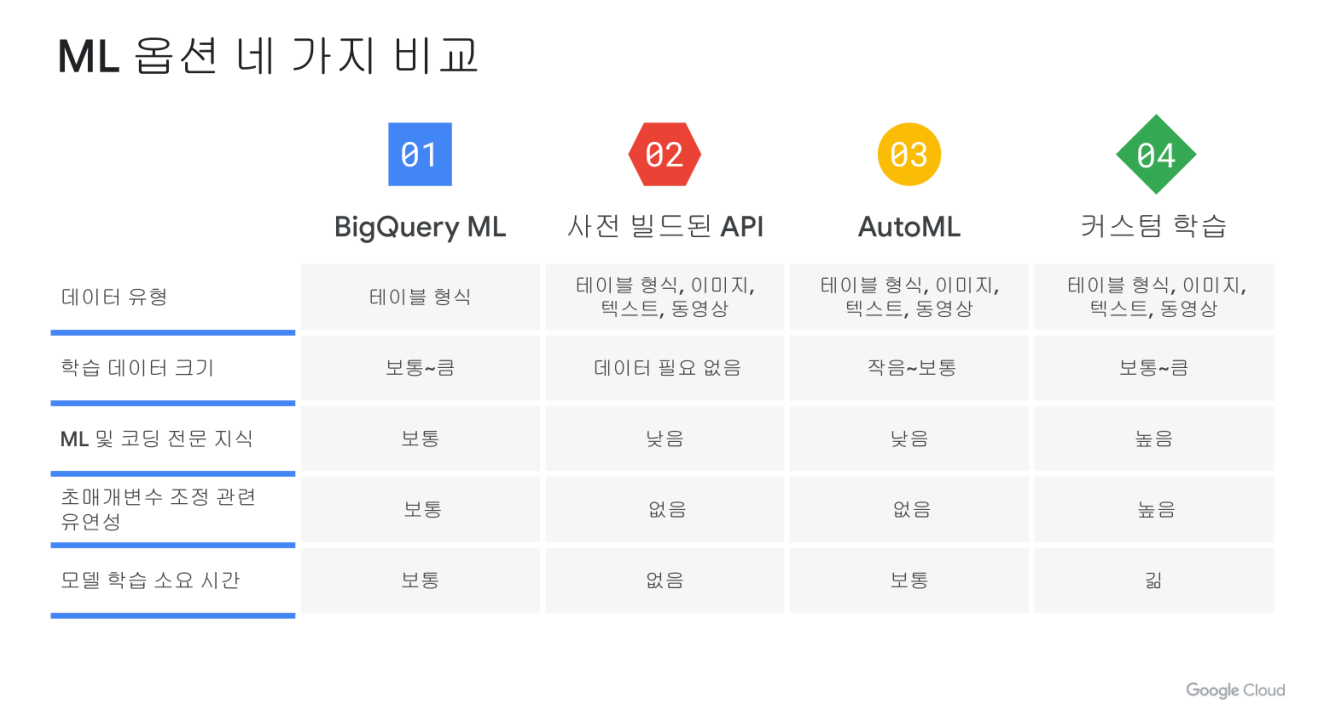 ML 옵션 네 가지 비교
01
02
03
04
BigQuery ML
사전 빌드된 API
AutoML
커스텀 학습
데이터 유형
테이블 형식
테이블 형식, 이미지,
텍스트, 동영상
테이블 형식, 이미지,
텍스트, 동영상
테이블 형식, 이미지,
텍스트, 동영상
학습 데이터 크기
보통~큼
데이터 필요 없음
작음~보통
보통~큼
ML 및 코딩 전문 지식
보통
낮음
낮음
높음
초매개변수 조정 관련
유연성
보통
없음
없음
높음
모델 학습 소요 시간
보통
없음
보통
긺
Google Cloud